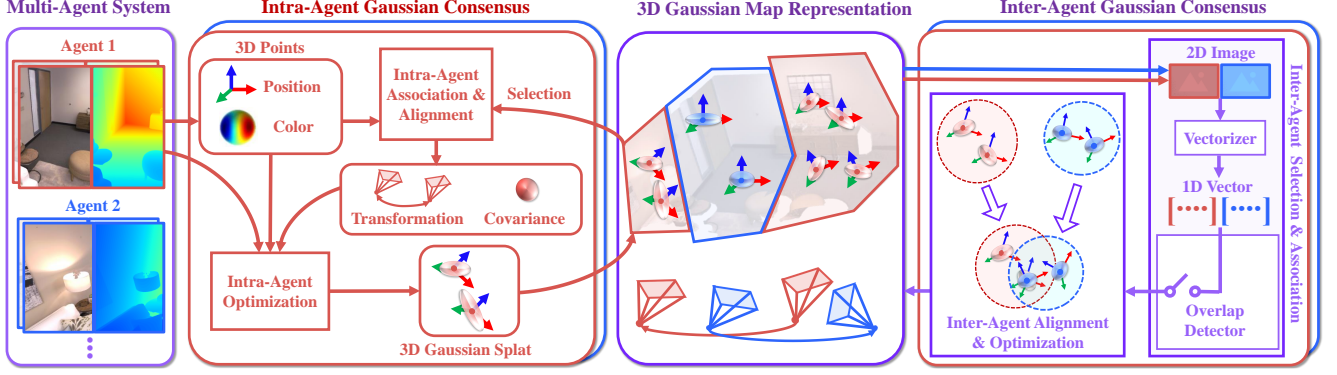 Multi-Agent System
Intra-Agent Gaussian Consensus
3D Gaussian Map Representation
Inter-Agent Gaussian Consensus
Agent 1
Agent 2
3D Points
Position
Color
Intra-Agent
Association &
Alignment
Selection
Transformation
Covariance
Intra-Agent
Optimization
3D Gaussian Splat
2D Image
Vectorizer
1D Vector
Overlap
Detector
Inter-Agent Selection & Association
Inter-Agent Alignment
& Optimization